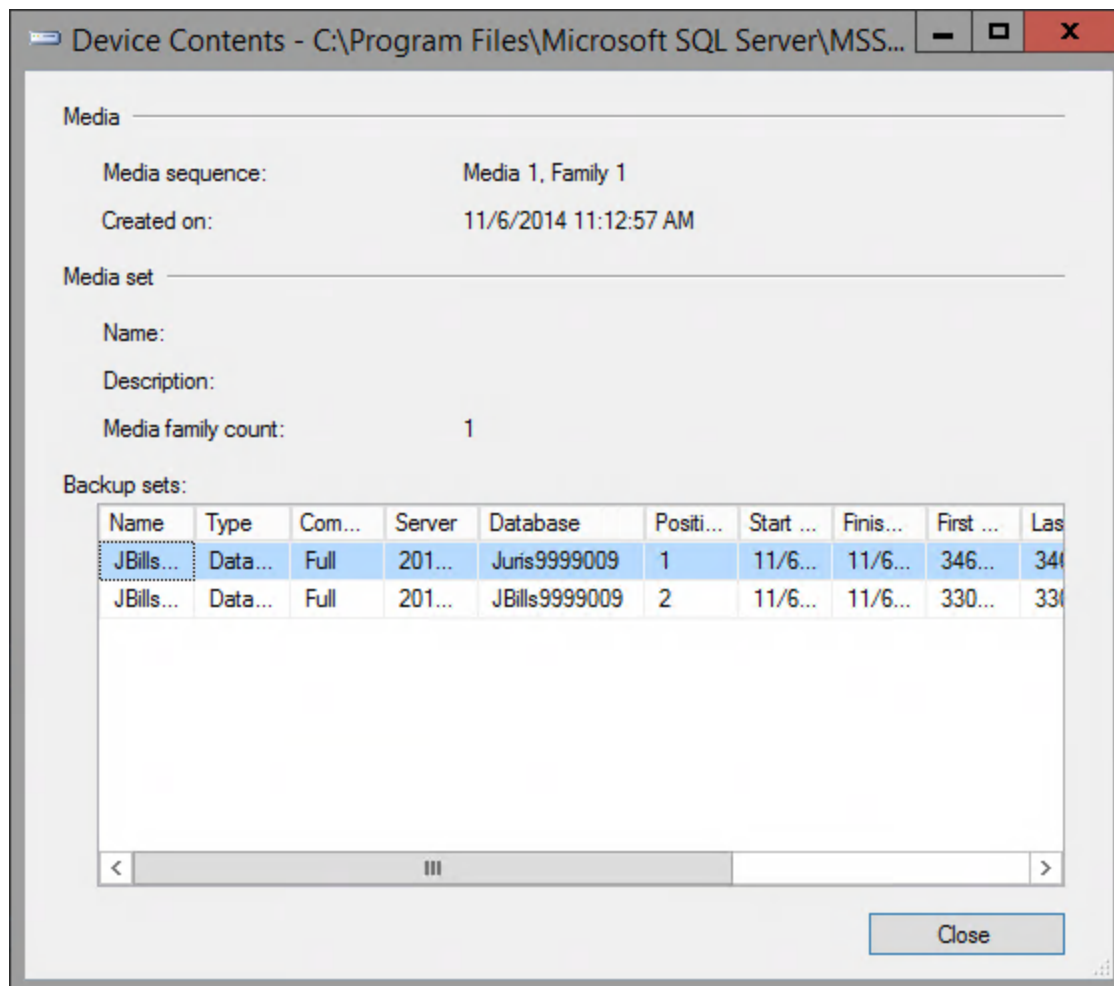 Device Contents - C:\Program Files\Microsoft SQL Server\MSS...
Media
Media sequence: Media 1, Family 1
Created on: 11/6/2014 11:12:57 AM
Media set
Name:
Description:
Media family count: 1
Backup sets:
Name Type Com... Server Database Positi... Start ... Finis... First ... Las
JBills... Data... Full 201... Juris9999009 1 11/6... 11/6... 346... 346
JBills... Data... Full 201... JBills9999009 2 11/6... 11/6... 330... 330
Close